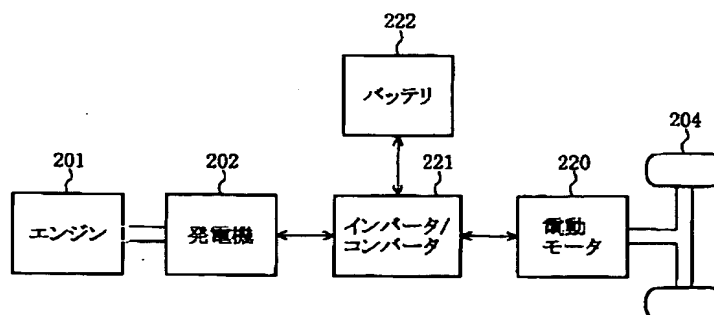 222
バッテリ
204
201
202
221
220
エンジン
発電機
インバータ/
コンバータ
電動
モータ